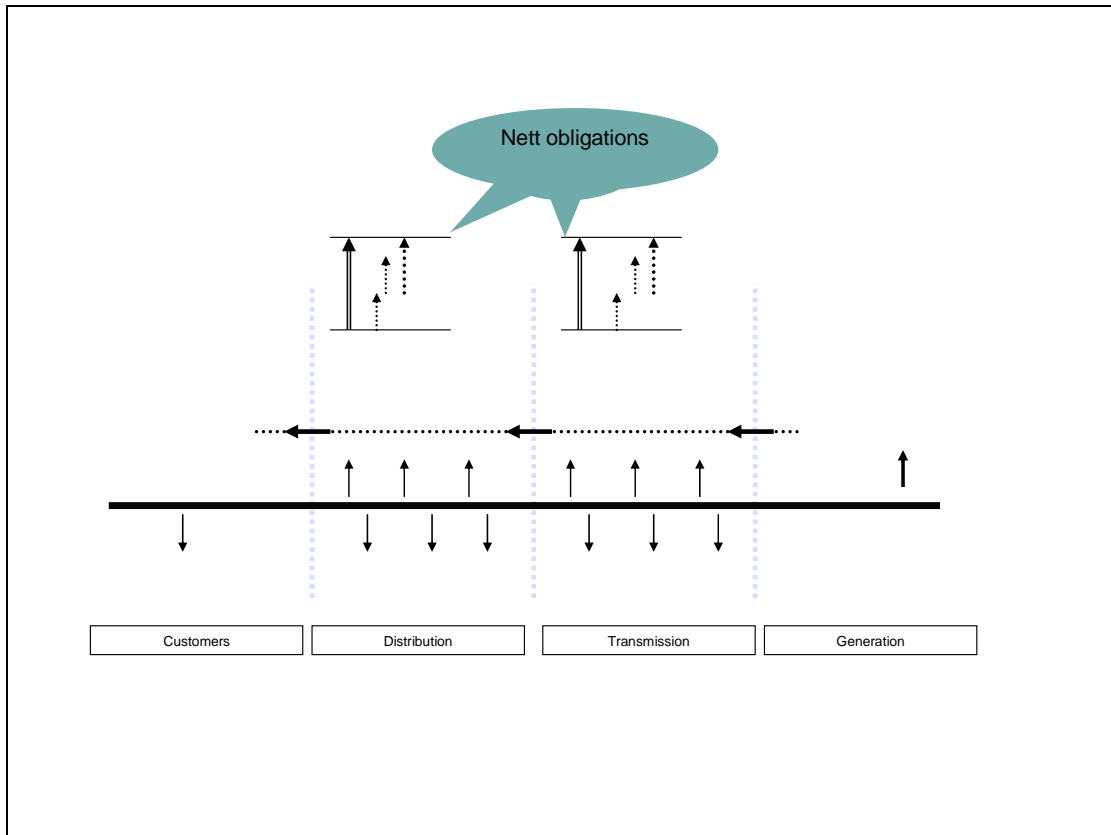 Nett obligations
Customers
Distribution
Transmission
Generation